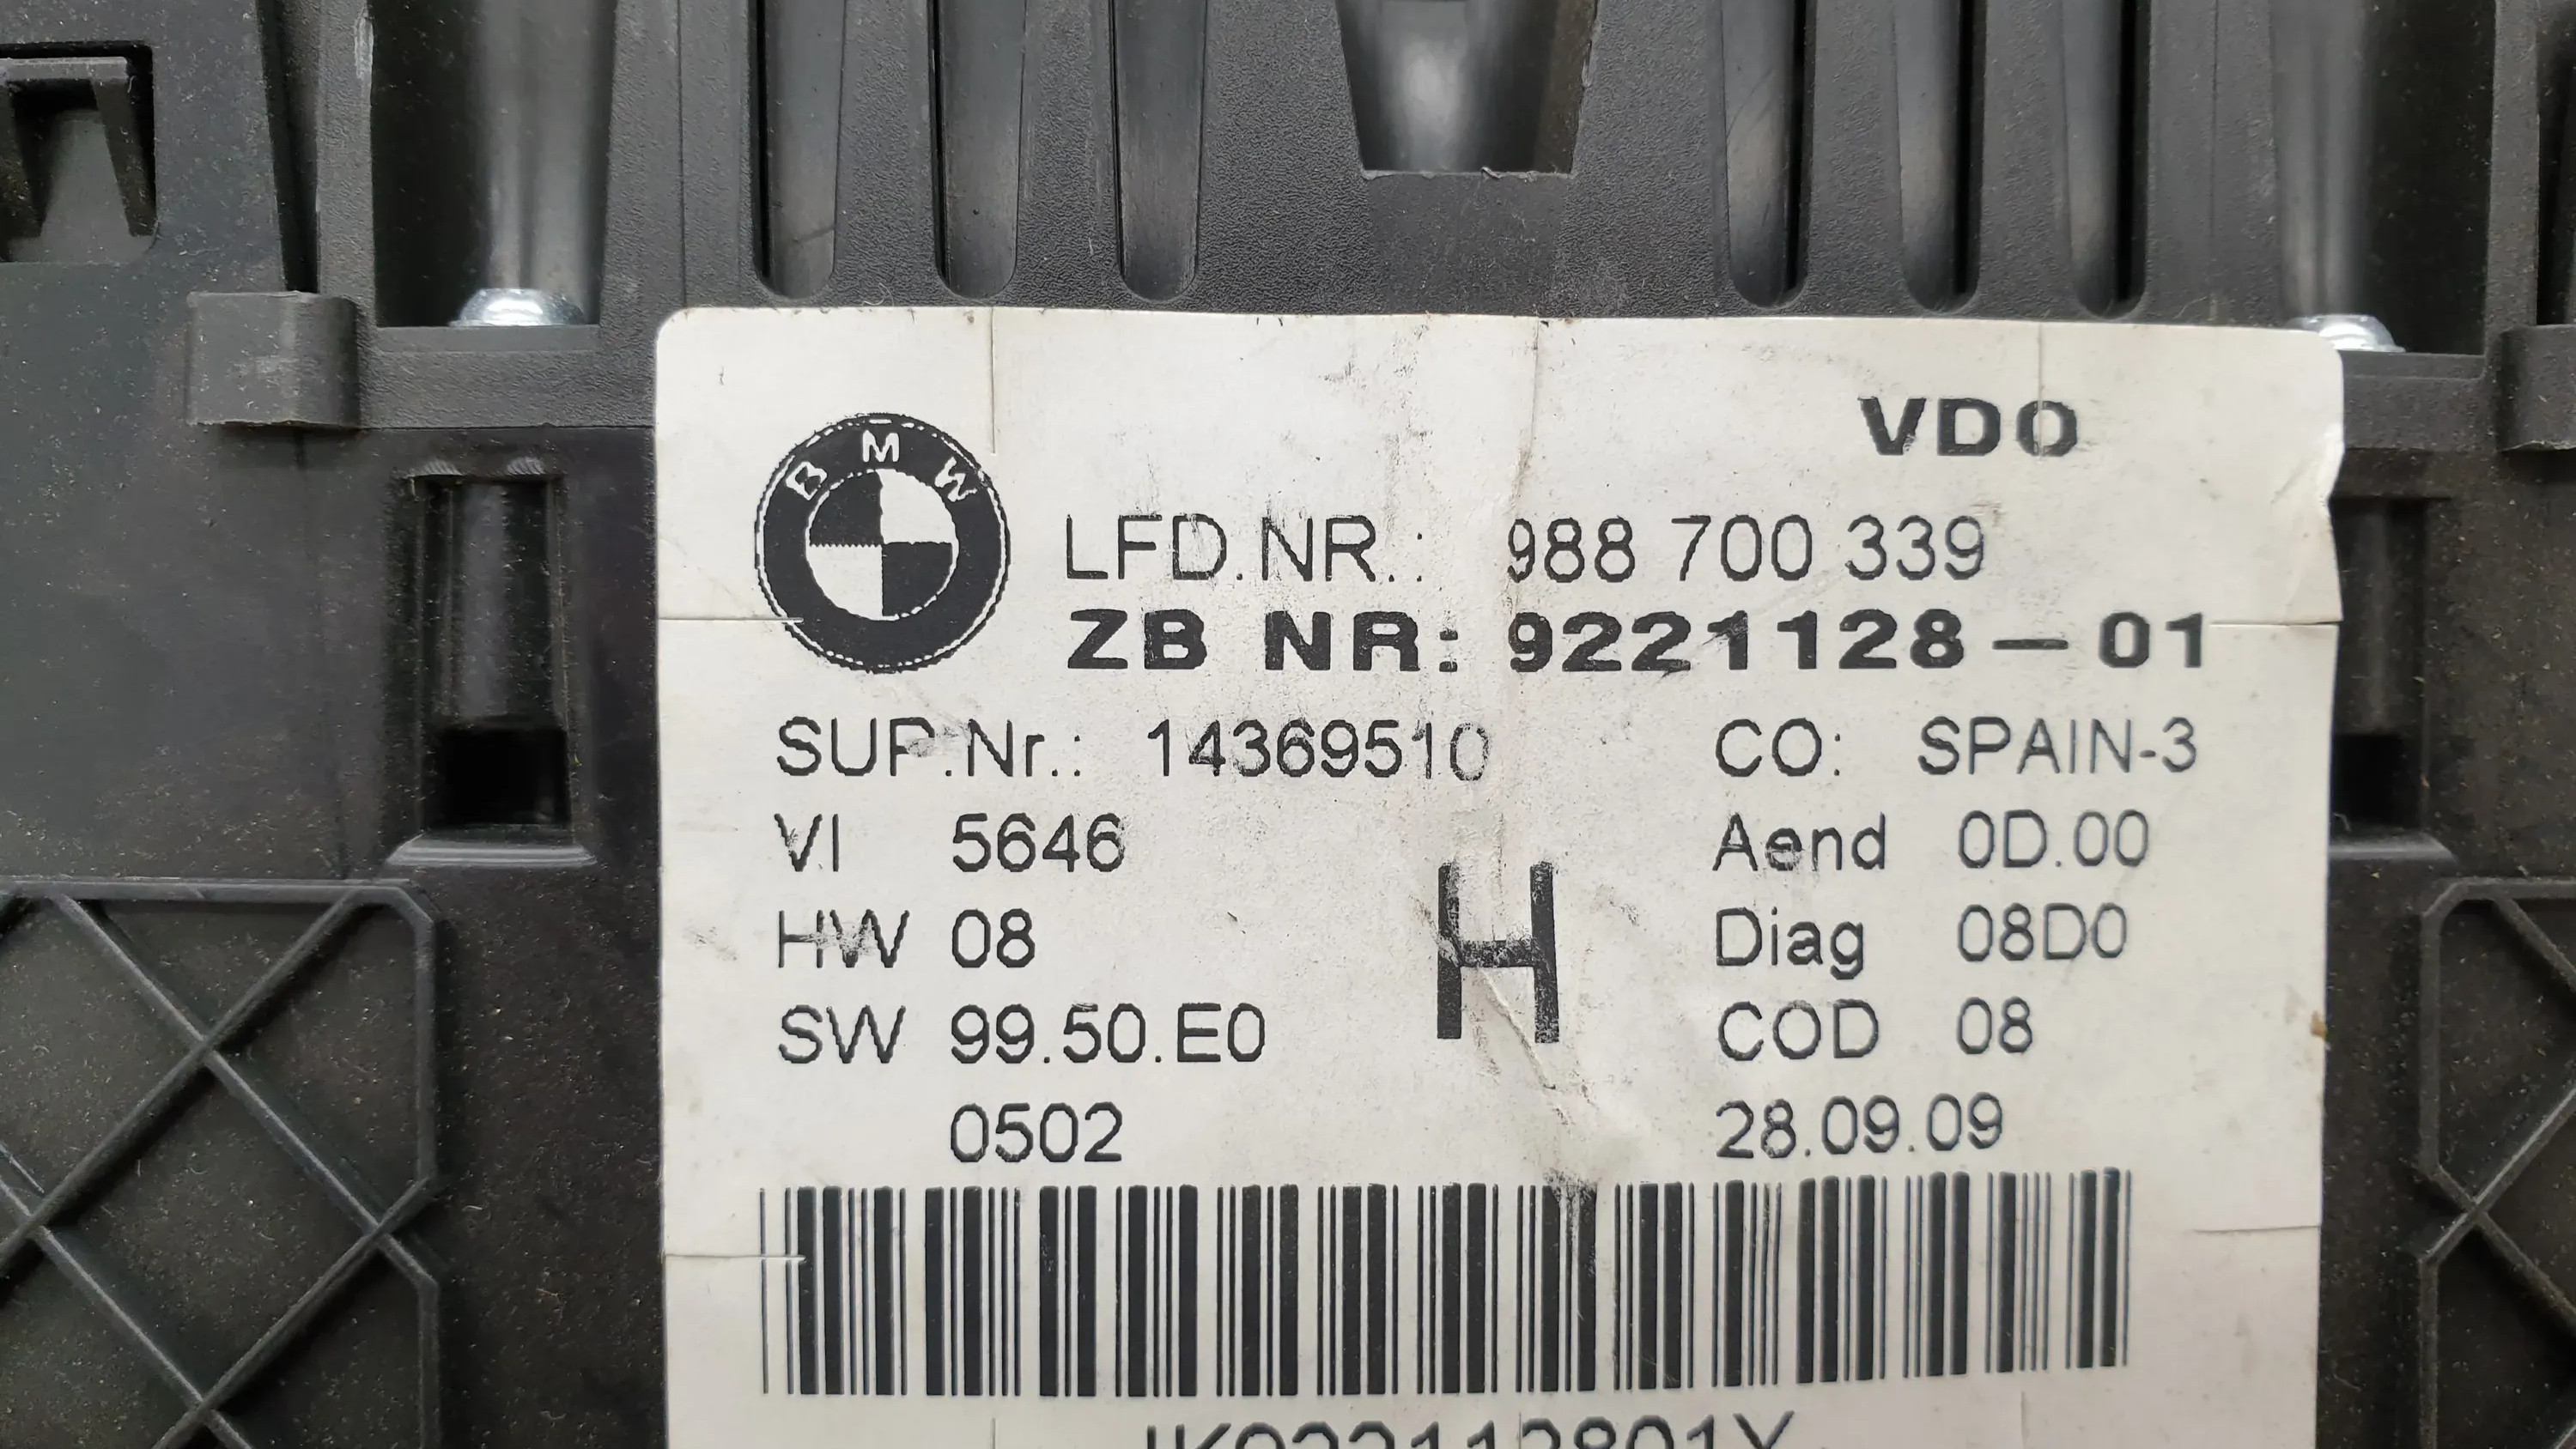 VDO
BMW
LFD.NR.: 988 700 339
ZB NR: 9221128-01
SUP.Nr.: 14369510 CO: SPAIN-3
VI 5646 Aend 0D.00
HW 08 H Diag 08D0
SW 99.50.E0 COD 08
0502 28.09.09
IK922112801Y